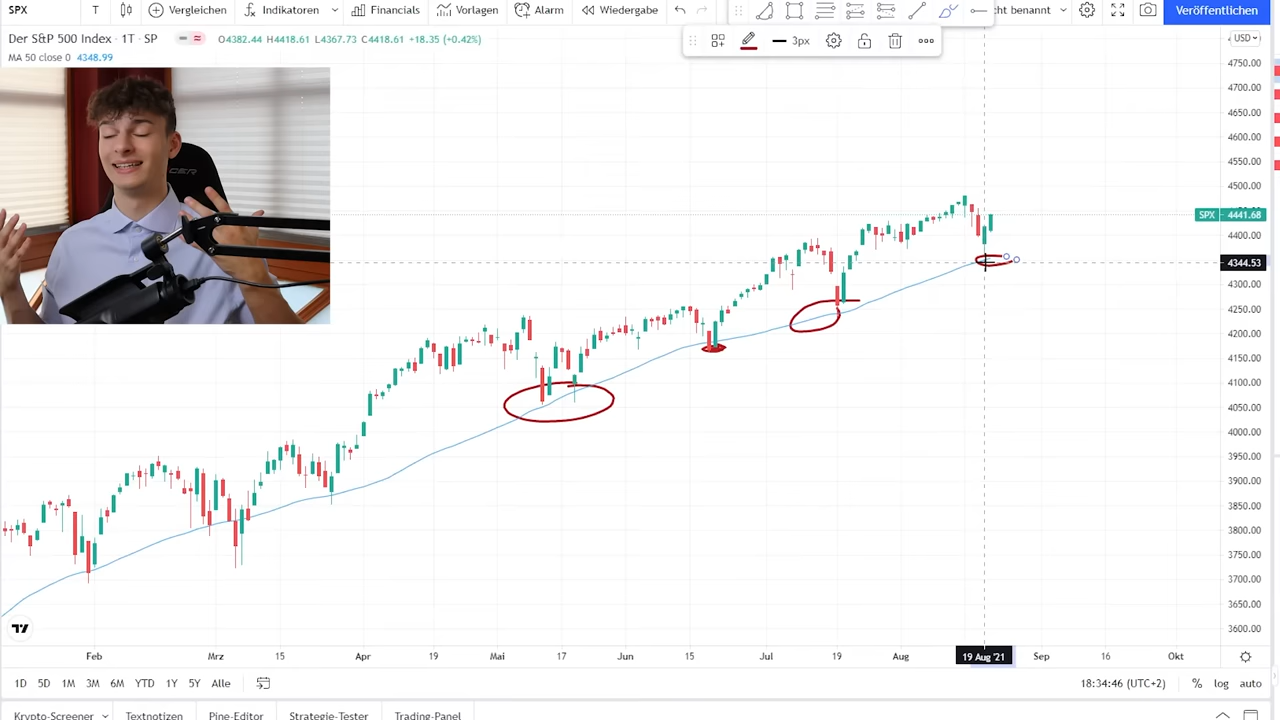 SPX T Vergleichen Indikatoren Financials Vorlagen Alarm Wiedergabe cht benannt Veröffentlichen
Der S&P 500 Index · 1T · SP O4382.44 H4418.61 L4367.73 C4418.61 +18.35 (+0.42%)
3px
USD
MA 50 close 0 4348.99
4750.00
4700.00
4650.00
4600.00
4550.00
4500.00
SPX 4441.68
4400.00
4344.53
4300.00
4250.00
4200.00
4150.00
4100.00
4050.00
4000.00
3950.00
3900.00
3850.00
3800.00
3750.00
3700.00
3650.00
3600.00
Feb Mrz 15 Apr 19 Mai 17 Jun 15 Jul 19 Aug 19 Aug '21 Sep 16 Okt
1D 5D 1M 3M 6M YTD 1Y 5Y Alle 18:34:46 (UTC+2) % log auto
Krypto-Screener Textnotizen Pine-Editor Strategie-Tester Trading-Panel